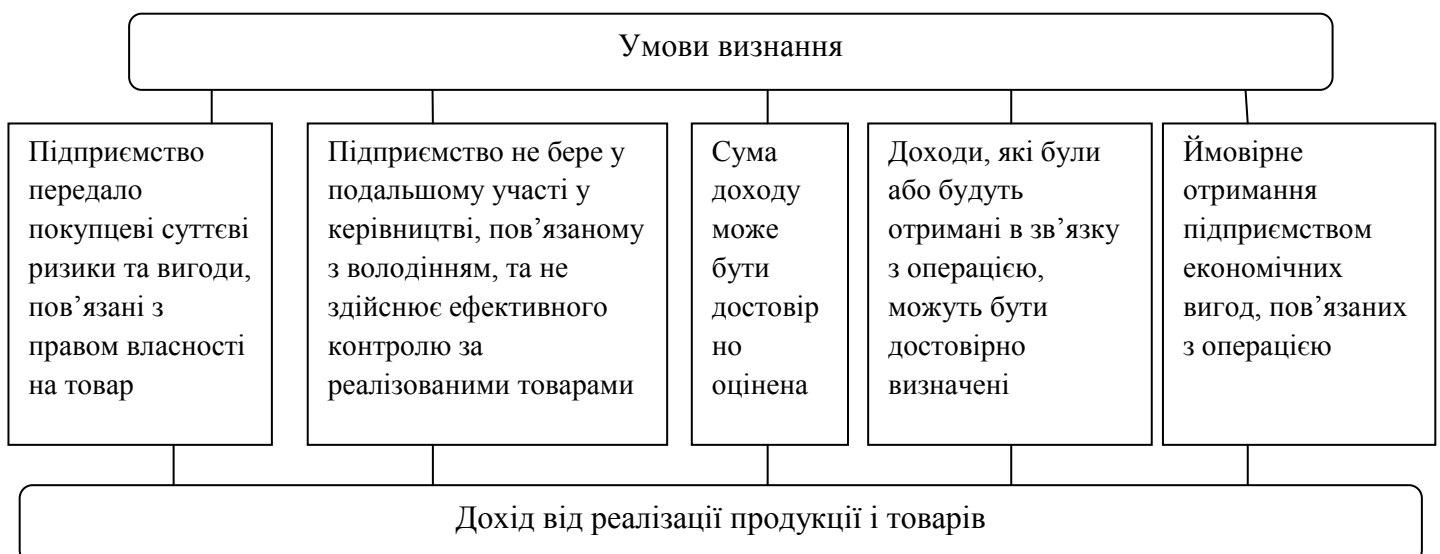 Умови визнання
Підприємство
передало
покупцеві суттєві
ризики та вигоди,
пов’язані з
правом власності
на товар
Підприємство не бере у
подальшому участі у
керівництві, пов’язаному
з володінням, та не
здійснює ефективного
контролю за
реалізованими товарами
Сума
доходу
може
бути
достовір
но
оцінена
Доходи, які були
або будуть
отримані в зв’язку
з операцією,
можуть бути
достовірно
визначені
Ймовірне
отримання
підприємством
економічних
вигод, пов’язаних
з операцією
Дохід від реалізації продукції і товарів